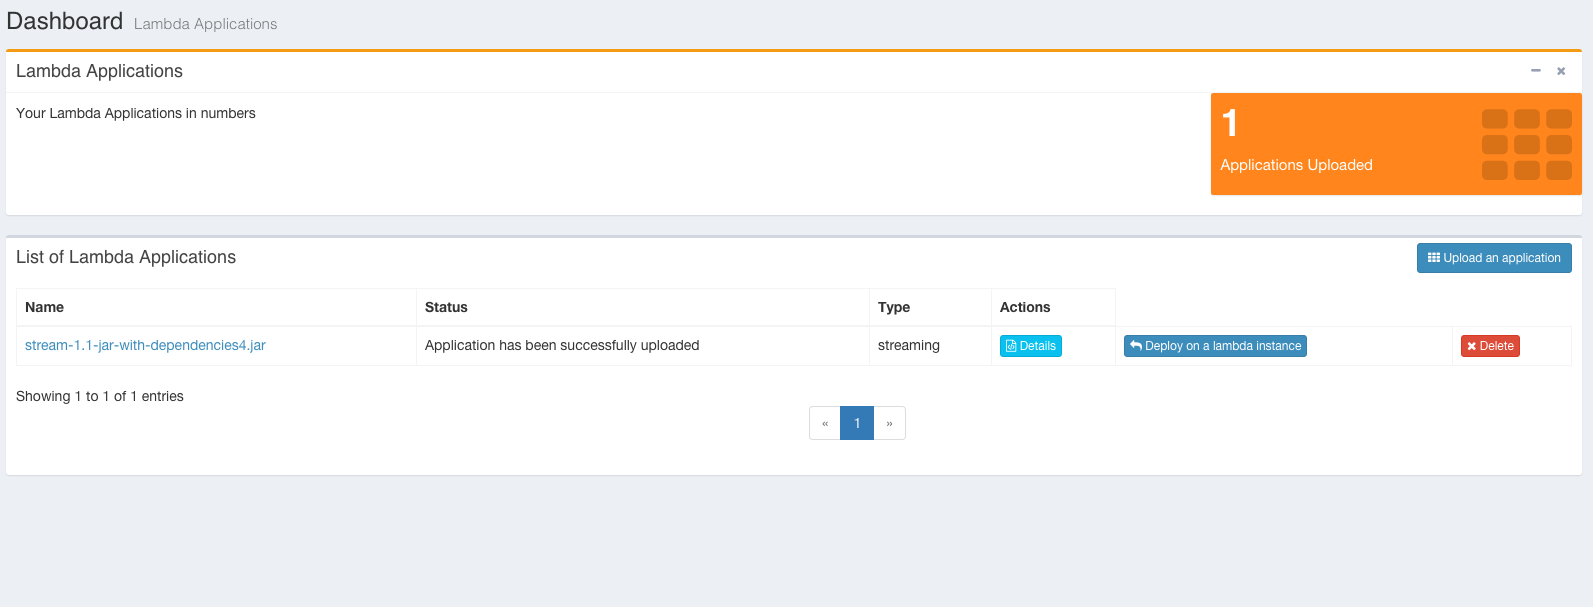 Dashboard Lambda Applications
Lambda Applications
Your Lambda Applications in numbers
1
Applications Uploaded
List of Lambda Applications
Upload an application
Name Status Type Actions
stream-1.1-jar-with-dependencies4.jar Application has been successfully uploaded streaming Details Deploy on a lambda instance Delete
Showing 1 to 1 of 1 entries
« 1 »